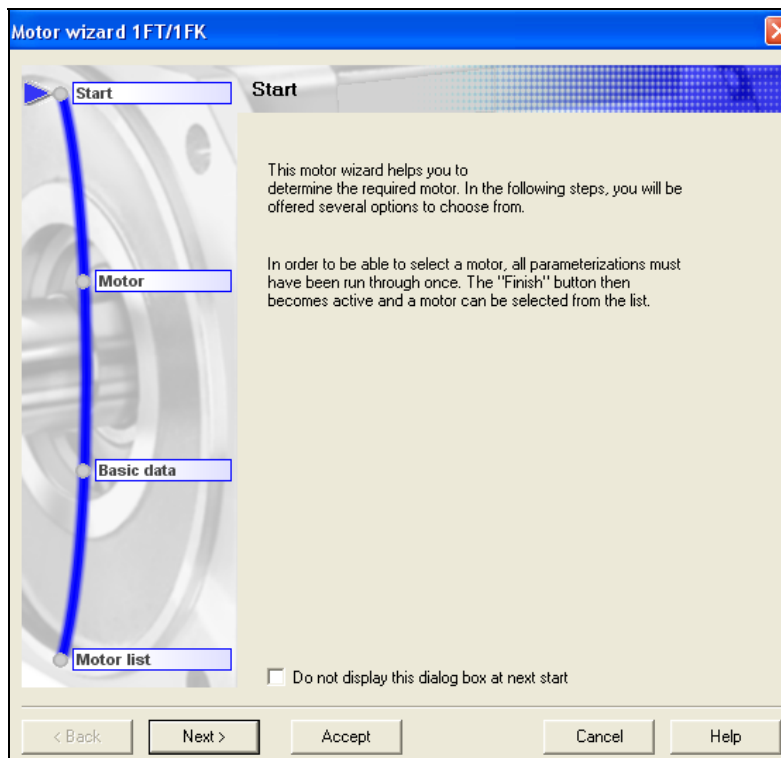 Motor wizard 1FT/1FK
Start
Motor
Basic data
Motor list
Start
This motor wizard helps you to
determine the required motor. In the following steps, you will be
offered several options to choose from.
In order to be able to select a motor, all parameterizations must
have been run through once. The "Finish" button then
becomes active and a motor can be selected from the list.
Do not display this dialog box at next start
< Back
Next >
Accept
Cancel
Help